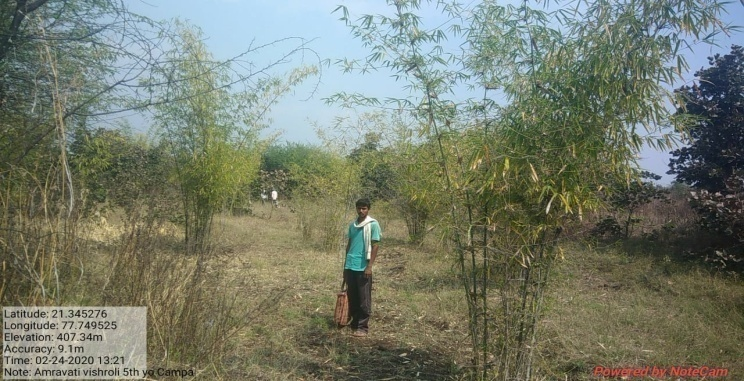 Latitude: 21.345276
Longitude: 77.749525
Elevation: 407.34m
Accuracy: 9.1m
Time: 02-24-2020 13:21
Note: Amravati vishroli 5th yo Campa
Powered by NoteCam